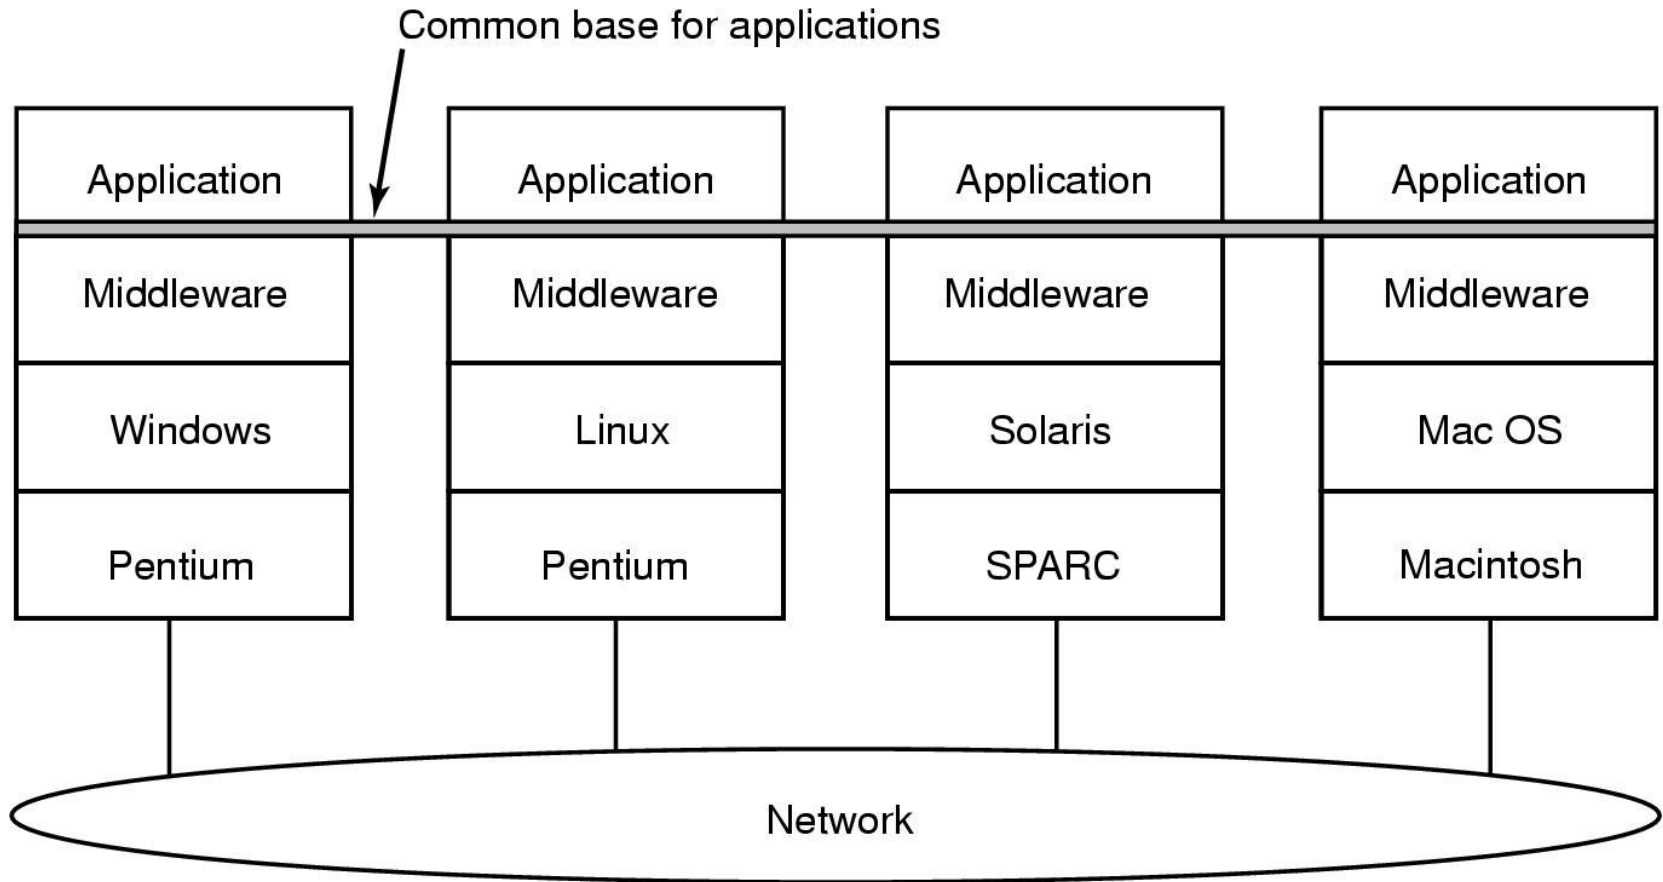 Common base for applications
Application Application Application Application
Middleware Middleware Middleware Middleware
Windows Linux Solaris Mac OS
Pentium Pentium SPARC Macintosh
Network